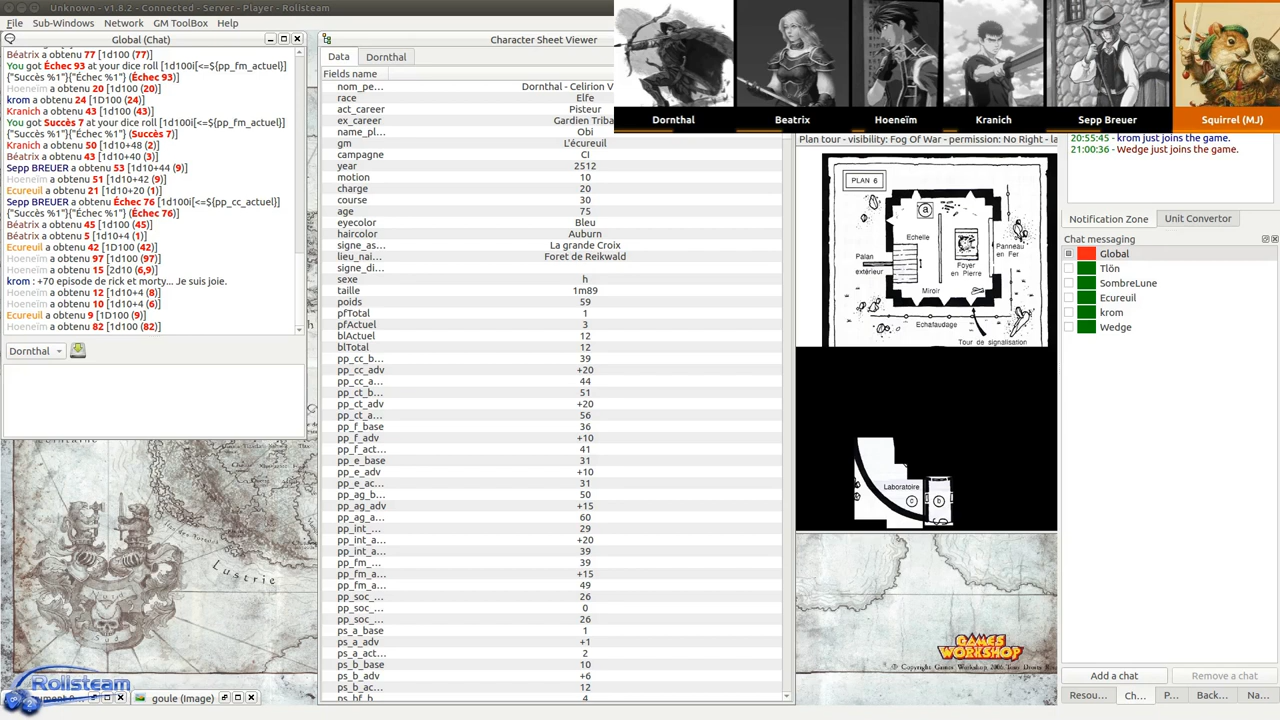 Unknown - v1.8.2 - Connected - Server - Player - Rolisteam
File Sub-Windows Network GM ToolBox Help
Global (Chat)
Béatrix a obtenu 77 [1d100 (77)]
You got Échec 93 at your dice roll [1d100i[<=${pp_fm_actuel}]
{"Succès %1"}{"Échec %1"} (Échec 93)]
Hoeneïm a obtenu 20 [1d100 (20)]
krom a obtenu 24 [1D100 (24)]
Kranich a obtenu 43 [1d100 (43)]
You got Succès 7 at your dice roll [1d100i[<=${pp_fm_actuel}]
{"Succès %1"}{"Échec %1"} (Succès 7)]
Kranich a obtenu 50 [1d10+48 (2)]
Béatrix a obtenu 43 [1d10+40 (3)]
Sepp BREUER a obtenu 53 [1d10+44 (9)]
Hoeneïm a obtenu 51 [1d10+42 (9)]
Ecureuil a obtenu 21 [1D10+20 (1)]
Sepp BREUER a obtenu Échec 76 [1d100i[<=${pp_cc_actuel}]
{"Succès %1"}{"Échec %1"} (Échec 76)]
Béatrix a obtenu 45 [1d100 (45)]
Béatrix a obtenu 5 [1d10+4 (1)]
Ecureuil a obtenu 42 [1D100 (42)]
Hoeneïm a obtenu 97 [1d100 (97)]
Hoeneïm a obtenu 15 [2d10 (6,9)]
krom : +70 episode de rick et morty... Je suis joie.
Hoeneïm a obtenu 12 [1d10+4 (8)]
Hoeneïm a obtenu 10 [1d10+4 (6)]
Ecureuil a obtenu 9 [1D100 (9)]
Hoeneïm a obtenu 82 [1d100 (82)]
Dornthal
Character Sheet Viewer
Data Dornthal
Fields name
nom_pe... Dornthal - Celirion V
race Elfe
act_career Pisteur
ex_career Gardien Triba
name_pl... Obi
gm L'écureuil
campagne CI
year 2512
motion 10
charge 20
course 30
age 75
eyecolor Bleu
haircolor Auburn
signe_as... La grande Croix
lieu_nai... Foret de Reikwald
signe_di...
sexe h
taille 1m89
poids 59
pfTotal 1
pfActuel 3
blActuel 12
blTotal 12
pp_cc_b... 39
pp_cc_adv +20
pp_cc_a... 44
pp_ct_b... 51
pp_ct_adv +20
pp_ct_a... 56
pp_f_base 36
pp_f_adv +10
pp_f_act... 41
pp_e_base 31
pp_e_adv +10
pp_e_ac... 31
pp_ag_b... 50
pp_ag_adv +15
pp_ag_a... 60
pp_int_... 29
pp_int_a... +20
pp_int_a... 39
pp_fm_... 39
pp_fm_a... +15
pp_fm_a... 49
pp_soc_... 26
pp_soc_... 0
pp_soc_... 26
ps_a_base 1
ps_a_adv +1
ps_a_act... 2
ps_b_base 10
ps_b_adv +6
ps_b_ac... 12
ps_bf_b... 4
Dornthal Beatrix Hoeneïm Kranich Sepp Breuer Squirrel (MJ)
Plan tour - visibility: Fog Of War - permission: No Right - la
PLAN 6
a
Echelle
Palan
extérieur
Foyer
en Pierre
Panneau
en Fer
Miroir
Echafaudage
Tour de signalisation
Laboratoire
c
b
Lustrie
Sud
GAMES
WORKSHOP
20:55:45 > krom just joins the game.
21:00:36 > Wedge just joins the game.
Notification Zone Unit Convertor
Chat messaging
Global
Tlön
SombreLune
Ecureuil
krom
Wedge
Add a chat Remove a chat
Resou... Ch... P... Back... Na...
Rolisteam
goule (Image)